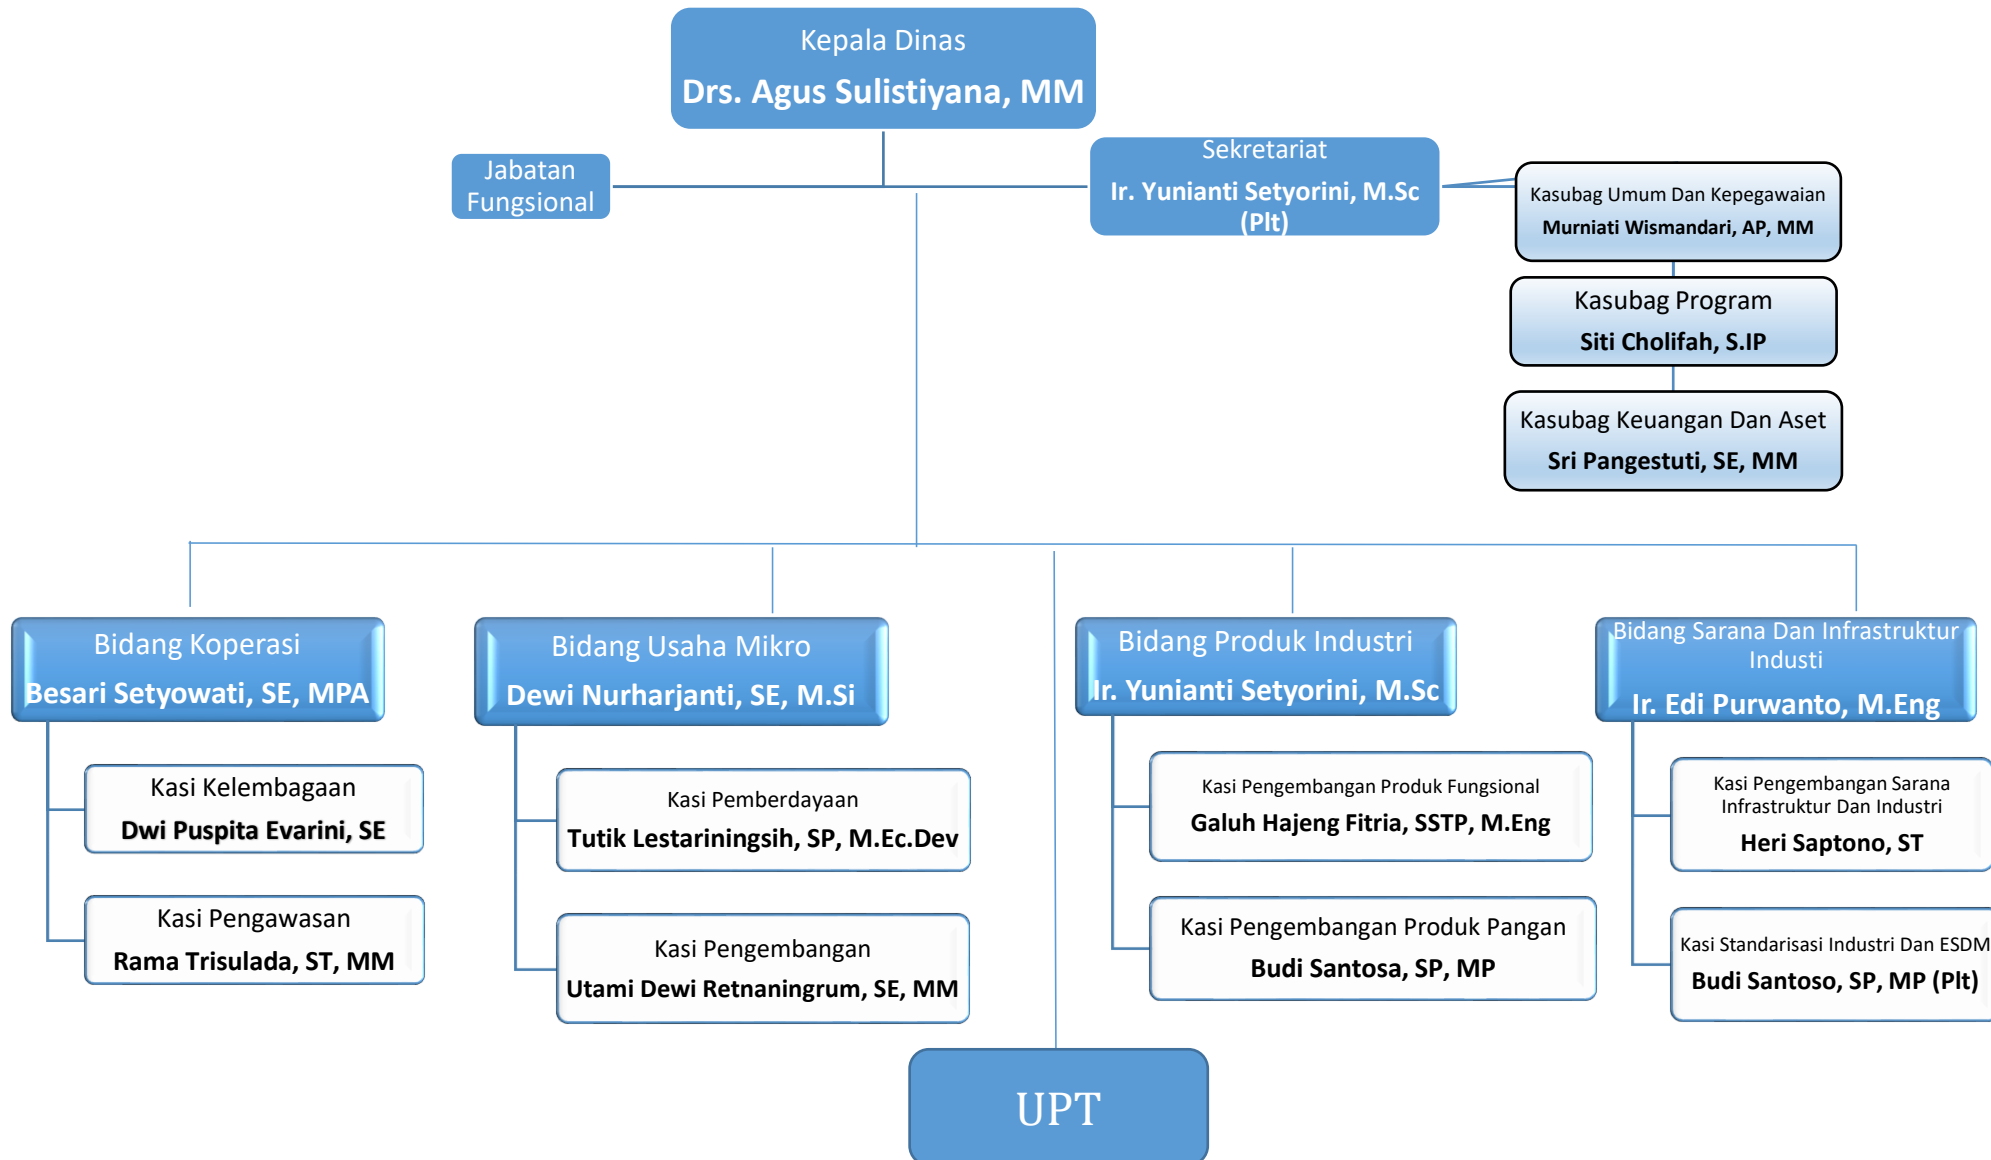 Kepala Dinas
Drs. Agus Sulistiyana, MM
Jabatan
Fungsional
Sekretariat
Ir. Yunianti Setyorini, M.Sc
(Plt)
Kasubag Umum Dan Kepegawaian
Murniati Wismandari, AP, MM
Kasubag Program
Siti Cholifah, S.IP
Kasubag Keuangan Dan Aset
Sri Pangestuti, SE, MM
Bidang Koperasi
Besari Setyowati, SE, MPA
Kasi Kelembagaan
Dwi Puspita Evarini, SE
Kasi Pengawasan
Rama Trisulada, ST, MM
Bidang Usaha Mikro
Dewi Nurharjanti, SE, M.Si
Kasi Pemberdayaan
Tutik Lestariningsih, SP, M.Ec.Dev
Kasi Pengembangan
Utami Dewi Retnaningrum, SE, MM
Bidang Produk Industri
Ir. Yunianti Setyorini, M.Sc
Kasi Pengembangan Produk Fungsional
Galuh Hajeng Fitria, SSTP, M.Eng
Kasi Pengembangan Produk Pangan
Budi Santosa, SP, MP
Bidang Sarana Dan Infrastruktur
Industi
Ir. Edi Purwanto, M.Eng
Kasi Pengembangan Sarana
Infrastruktur Dan Industri
Heri Saptono, ST
Kasi Standarisasi Industri Dan ESDM
Budi Santoso, SP, MP (Plt)
UPT